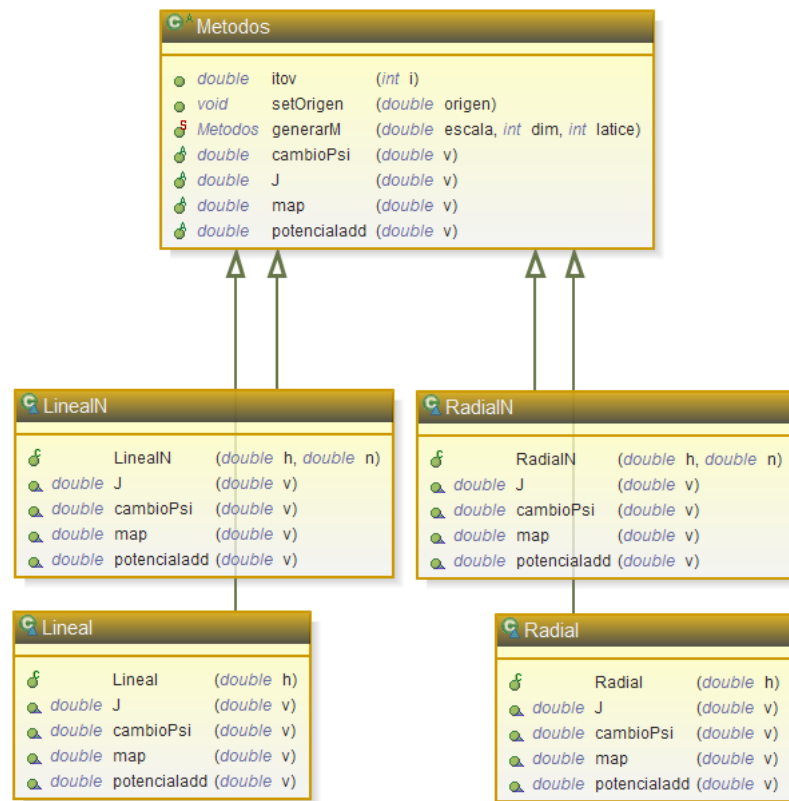 Metodos
double itov (int i)
void setOrigen (double origen)
Metodos generarM (double escala, int dim, int latice)
double cambioPsi (double v)
double J (double v)
double map (double v)
double potencialadd (double v)
LinealN
LinealN (double h, double n)
double J (double v)
double cambioPsi (double v)
double map (double v)
double potencialadd (double v)
RadialN
RadialN (double h, double n)
double J (double v)
double cambioPsi (double v)
double map (double v)
double potencialadd (double v)
Lineal
Lineal (double h)
double J (double v)
double cambioPsi (double v)
double map (double v)
double potencialadd (double v)
Radial
Radial (double h)
double J (double v)
double cambioPsi (double v)
double map (double v)
double potencialadd (double v)